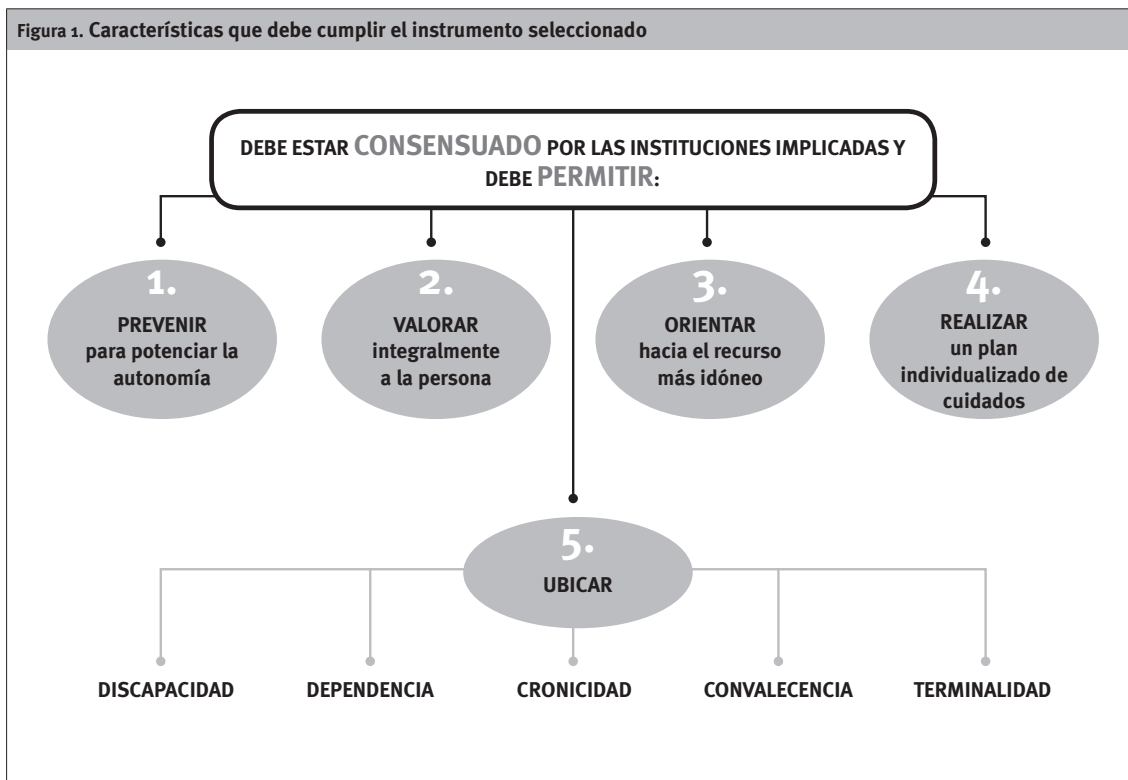 Figura 1. Características que debe cumplir el instrumento seleccionado
DEBE ESTAR CONSENSUADO POR LAS INSTITUCIONES IMPLICADAS Y
DEBE PERMITIR:
1.
PREVENIR
para potenciar la
autonomía
2.
VALORAR
integralmente
a la persona
3.
ORIENTAR
hacia el recurso
más idóneo
4.
REALIZAR
un plan
individualizado de
cuidados
5.
UBICAR
DISCAPACIDAD
DEPENDENCIA
CRONICIDAD
CONVALECENCIA
TERMINALIDAD